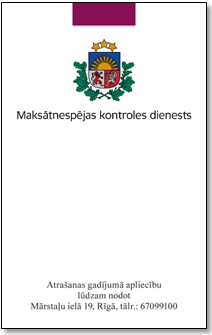 Maksātnespējas kontroles dienests
Atrašanas gadījumā apliecību
lūdzam nodot
Mārstaļu ielā 19, Rīgā, tālr.: 67099100